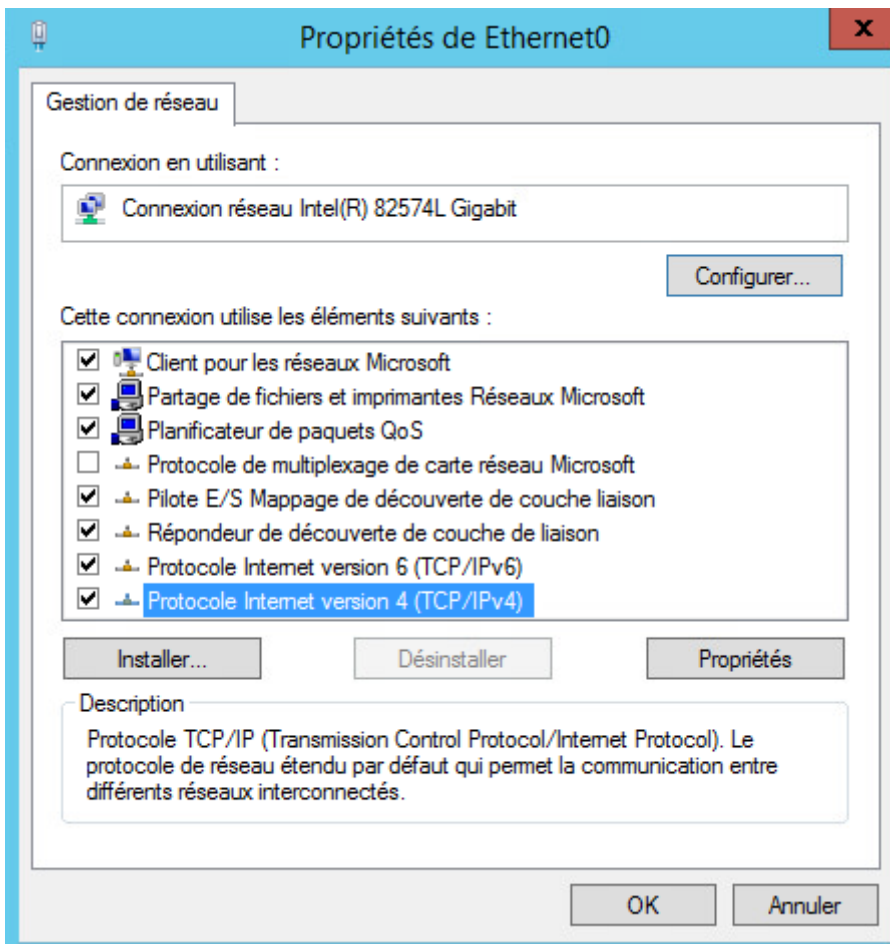 Propriétés de Ethernet0
x
Gestion de réseau
Connexion en utilisant :
Connexion réseau Intel(R) 82574L Gigabit
Configurer...
Cette connexion utilise les éléments suivants :
Client pour les réseaux Microsoft
Partage de fichiers et imprimantes Réseaux Microsoft
Planificateur de paquets QoS
Protocole de multiplexage de carte réseau Microsoft
Pilote E/S Mappage de découverte de couche liaison
Répondeur de découverte de couche de liaison
Protocole Internet version 6 (TCP/IPv6)
Protocole Internet version 4 (TCP/IPv4)
Installer... Désinstaller Propriétés
Description
Protocole TCP/IP (Transmission Control Protocol/Internet Protocol). Le
protocole de réseau étendu par défaut qui permet la communication entre
différents réseaux interconnectés.
OK Annuler